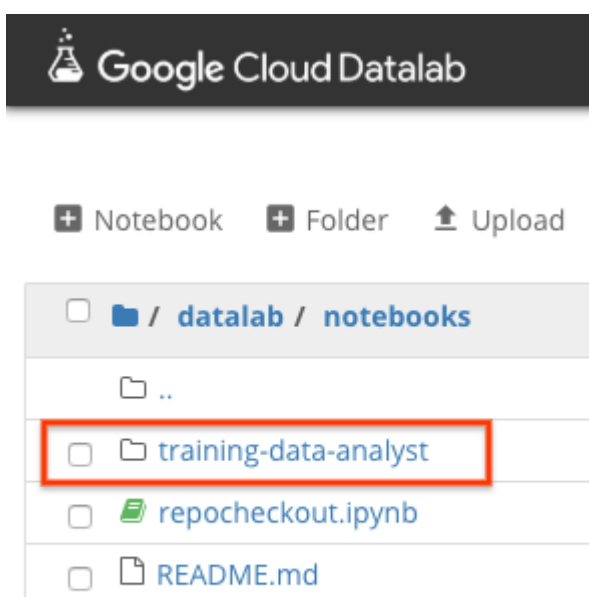 Google Cloud Datalab
Notebook Folder Upload
/ datalab / notebooks
..
training-data-analyst
repocheckout.ipynb
README.md